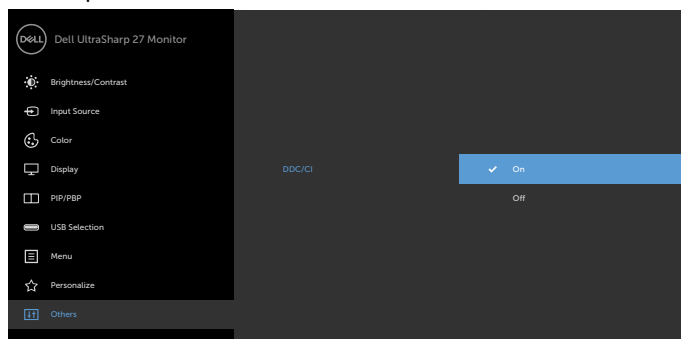 DELL
Dell UltraSharp 27 Monitor
Brightness/Contrast
Input Source
Color
Display
DDC/CI
On
Off
PIP/PBP
USB Selection
Menu
Personalize
Others